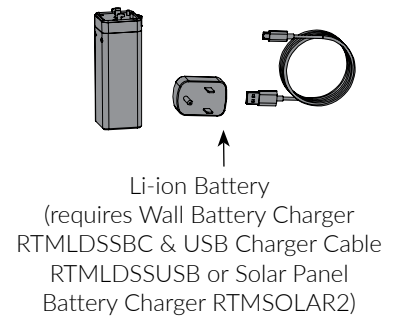 Li-ion Battery
(requires Wall Battery Charger
RTMLDSSBC & USB Charger Cable
RTMLDSSUSB or Solar Panel
Battery Charger RTMSOLAR2)